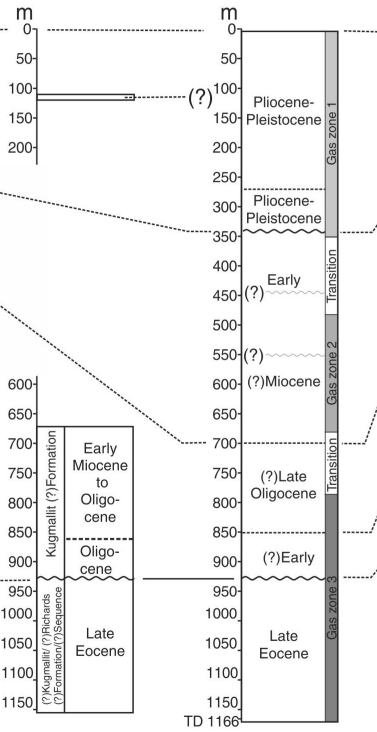 m
0
50
100
150
200
600
650
700
750
800
850
900
950
1000
1050
1100
1150
Kugmallit (?)Formation
Early
Miocene
to
Oligo-
cene
Oligo-
cene
(?)Kugmallit/ (?)Richards
(?)Formation/(?)Sequence
Late
Eocene
(?)
m
0
50
100
150
200
250
300
350
400
450
500
550
600
650
700
750
800
850
900
950
1000
1050
1100
1150
TD 1166
Pliocene-
Pleistocene
Pliocene-
Pleistocene
Early
(?)
(?)
(?)Miocene
(?)Late
Oligocene
(?)Early
Late
Eocene
Gas zone 1
Transition
Gas zone 2
Transition
Gas zone 3